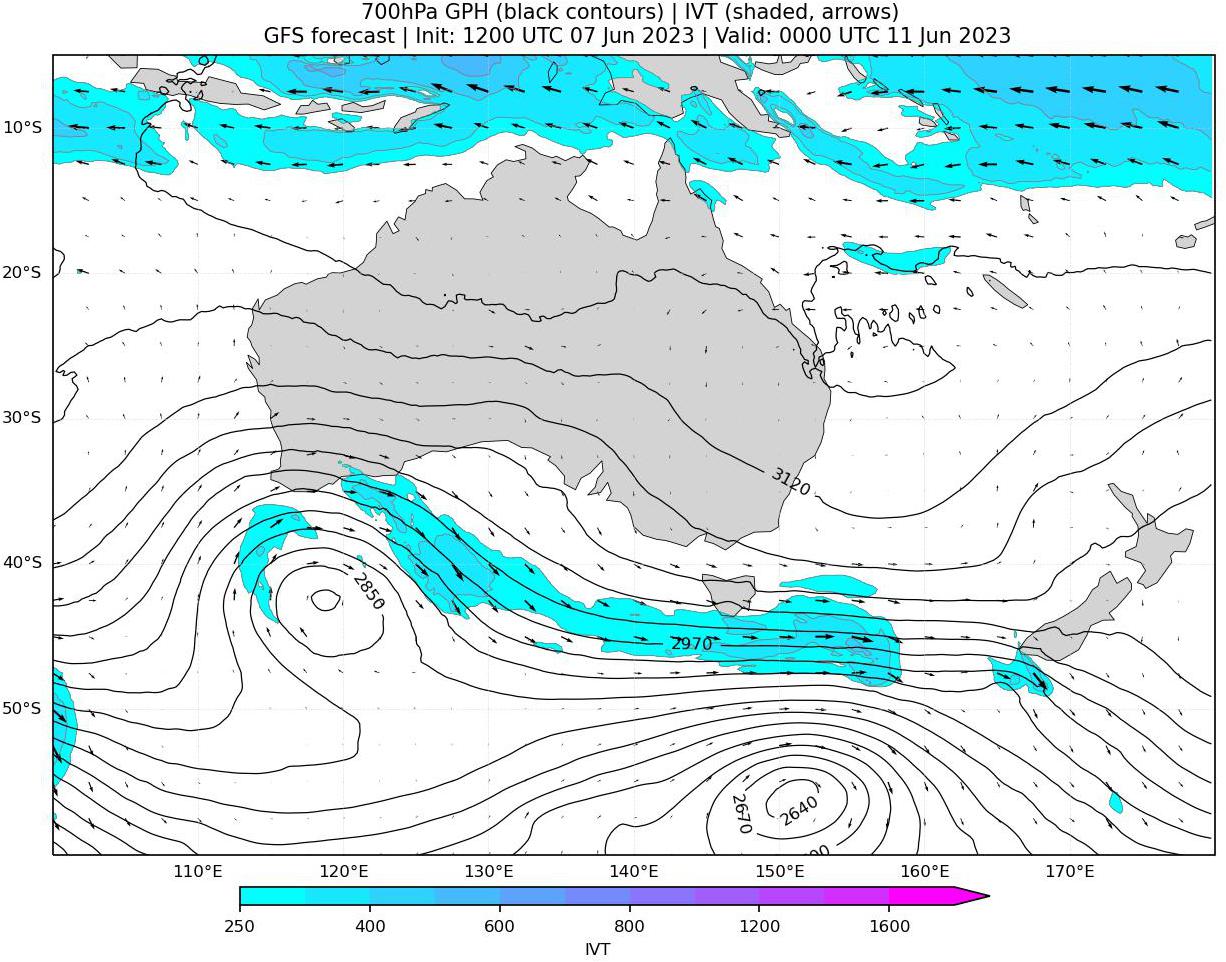 700hPa GPH (black contours) | IVT (shaded, arrows)
GFS forecast | Init: 1200 UTC 07 Jun 2023 | Valid: 0000 UTC 11 Jun 2023
10°S
20°S
30°S
3120
40°S
2850
2970
50°S
2670
2640
110°E 120°E 130°E 140°E 150°E 160°E 170°E
250 400 600 800 1200 1600
IVT